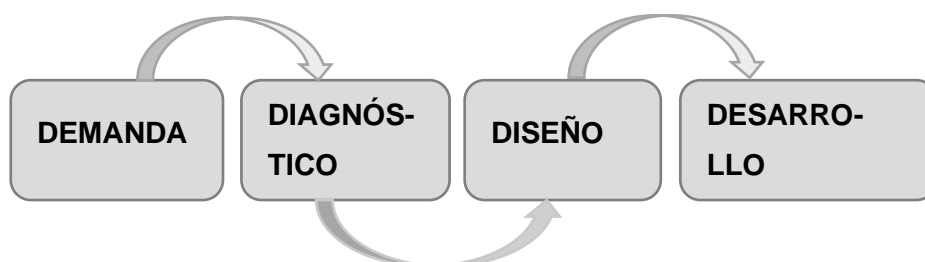 DEMANDA
DIAGNÓS-
TICO
DISEÑO
DESARRO-
LLO